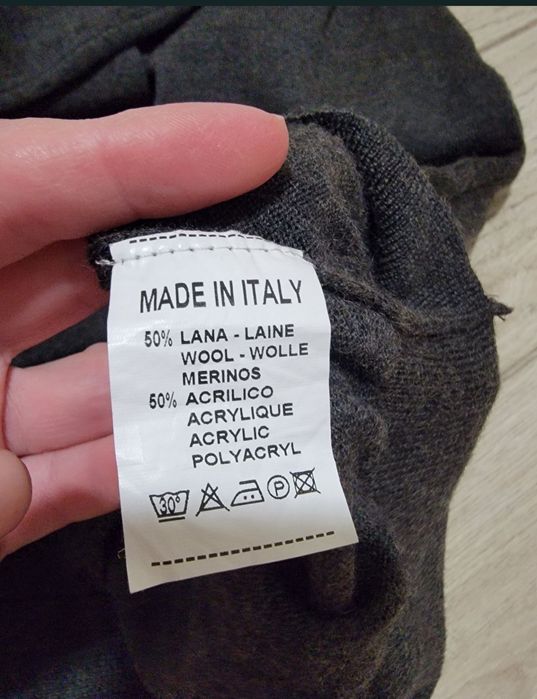 MADE IN ITALY
50% LANA - LAINE
WOOL - WOLLE
MERINOS
50% ACRILICO
ACRYLIQUE
ACRYLIC
POLYACRYL
30° P